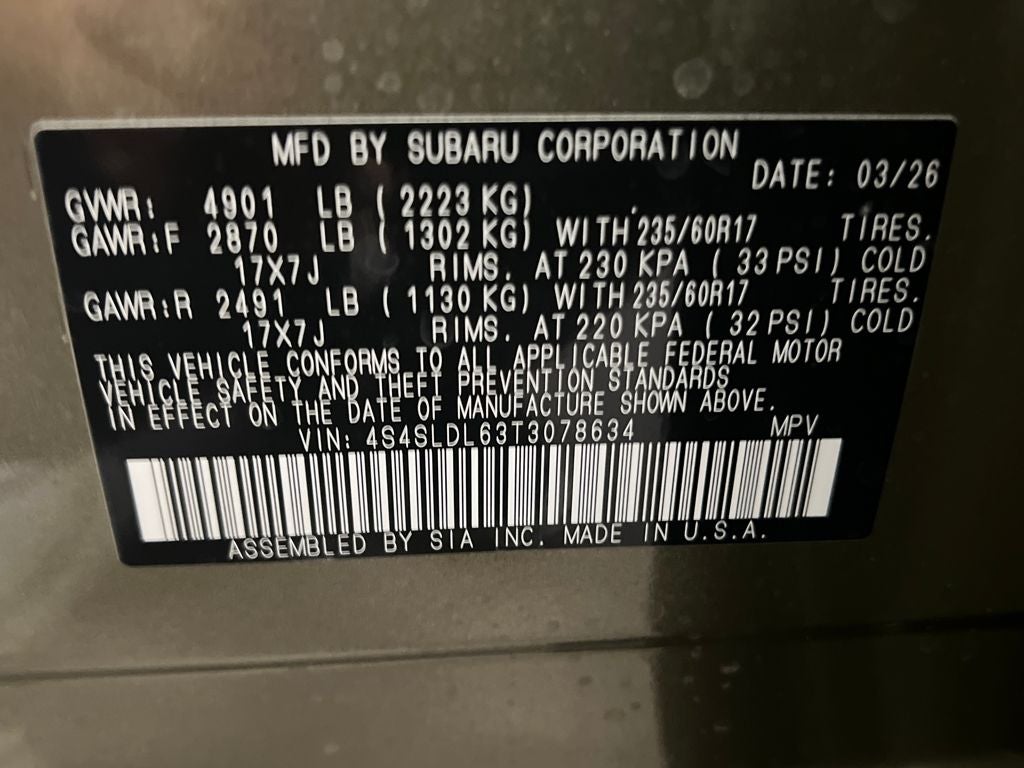 MFD BY SUBARU CORPORATION
DATE: 03/26
GVWR: 4901 LB ( 2223 KG)
GAWR:F 2870 LB ( 1302 KG) WITH 235/60R17 TIRES.
17X7J RIMS. AT 230 KPA ( 33 PSI) COLD
GAWR:R 2491 LB ( 1130 KG) WITH 235/60R17 TIRES.
17X7J RIMS. AT 220 KPA ( 32 PSI) COLD
THIS VEHICLE CONFORMS TO ALL APPLICABLE FEDERAL MOTOR
VEHICLE SAFETY AND THEFT PREVENTION STANDARDS
IN EFFECT ON THE DATE OF MANUFACTURE SHOWN ABOVE.
VIN: 4S4SLDL63T3078634 MPV
ASSEMBLED BY SIA INC. MADE IN U.S.A.